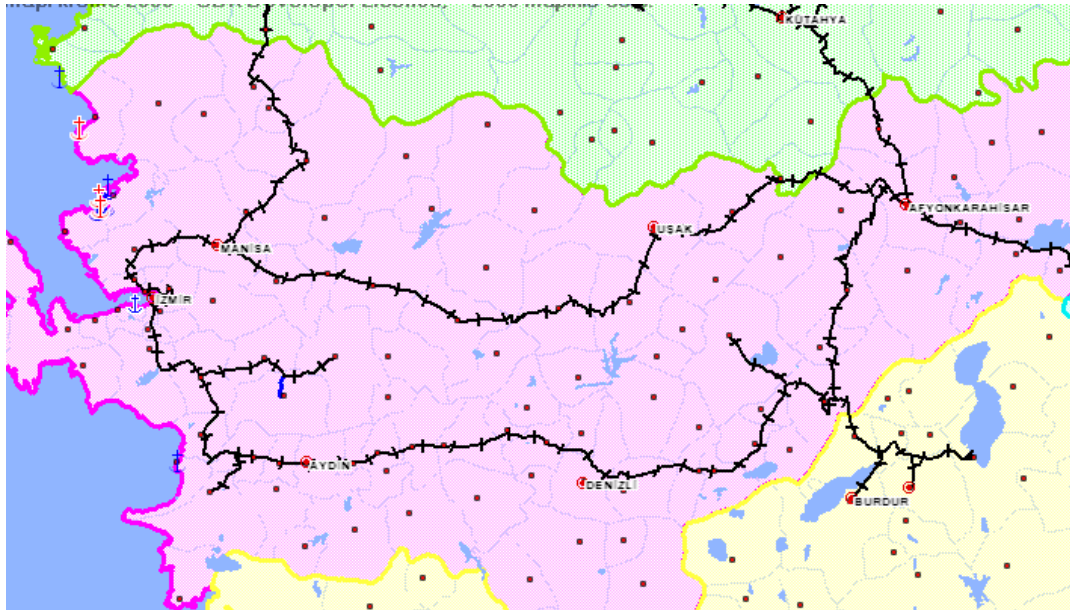 KÜTAHYA
AFYONKARAHİSAR
UŞAK
MANİSA
İZMİR
AYDIN
DENİZLİ
BURDUR